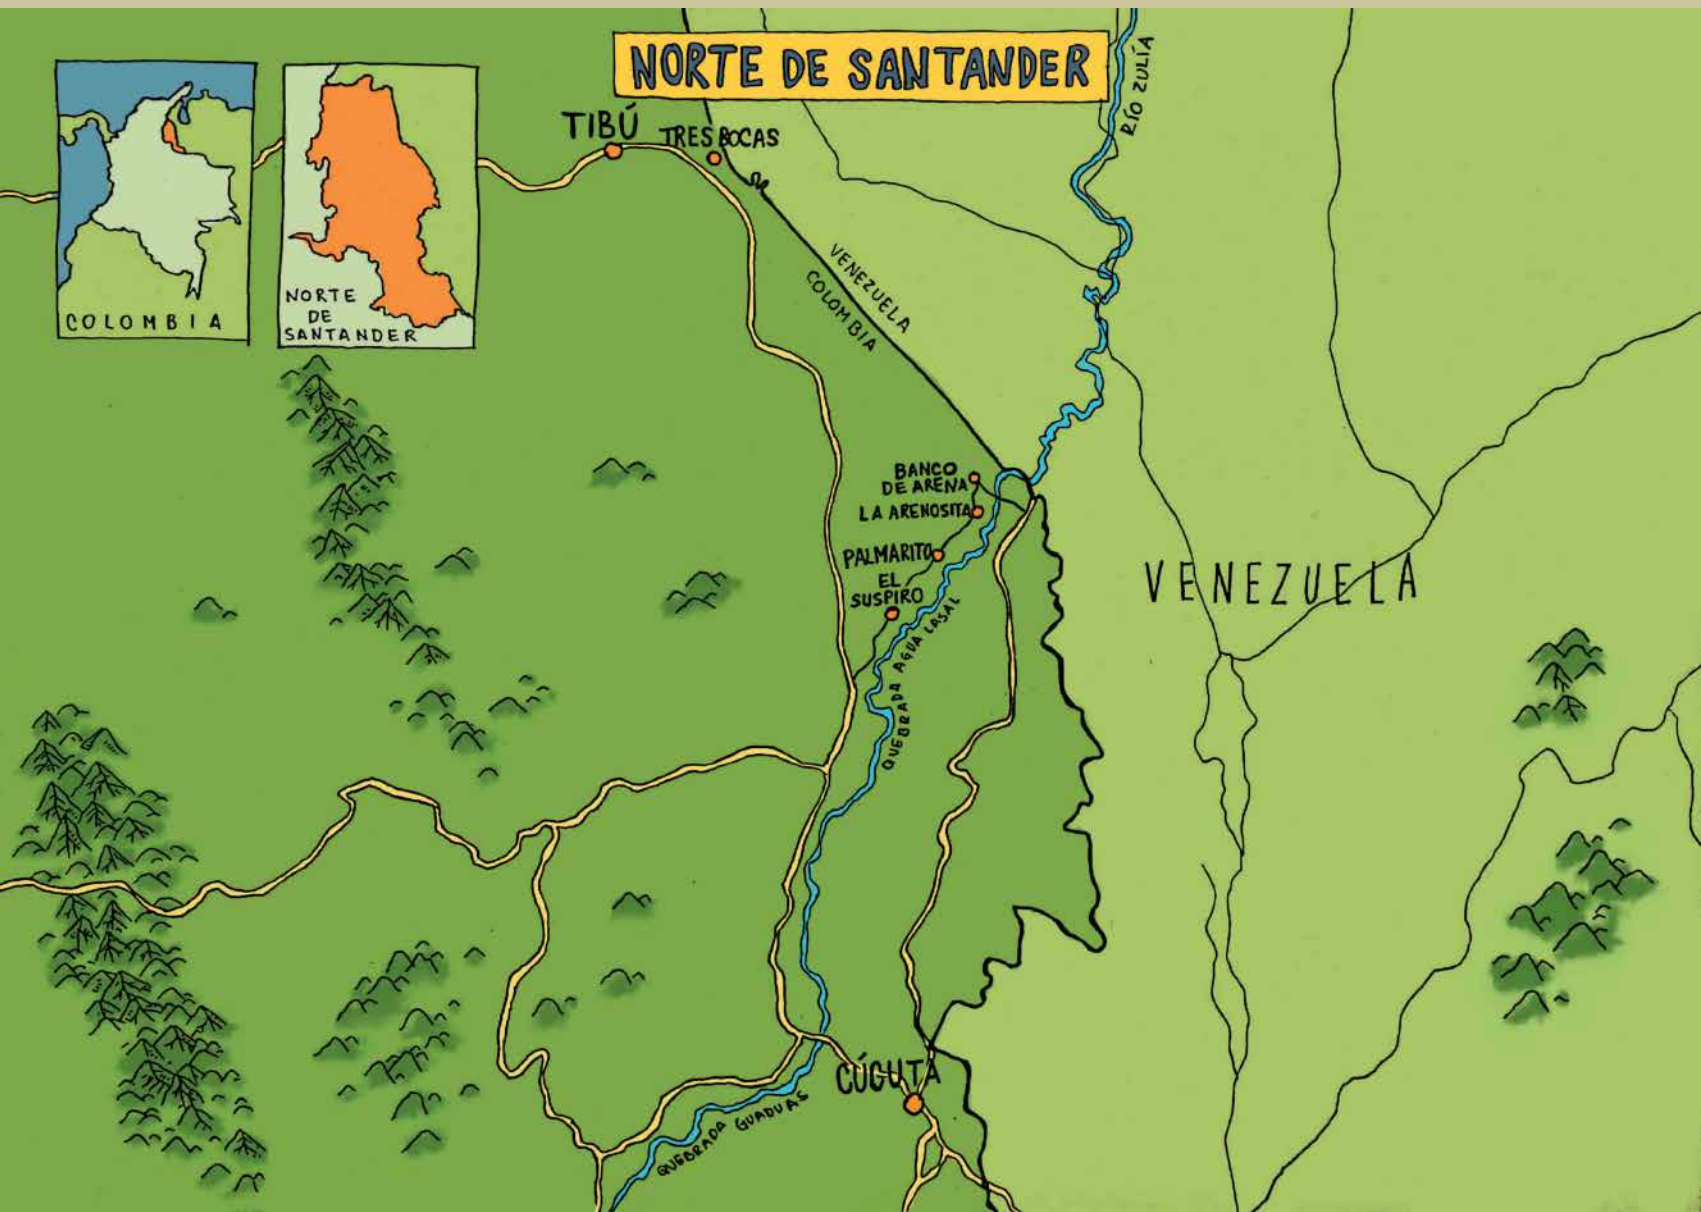 NORTE DE SANTANDER
RÍO ZULÍA
TIBÚ
TRES BOCAS
COLOMBIA
NORTE
DE
SANTANDER
VENEZUELA
COLOMBIA
BANCO
DE ARENA
LA ARENOSITA
PALMARITO
EL
SUSPIRO
QUEBRADA AGUA LASAL
VENEZUELA
CÚCUTA
QUEBRADA GUADUAS